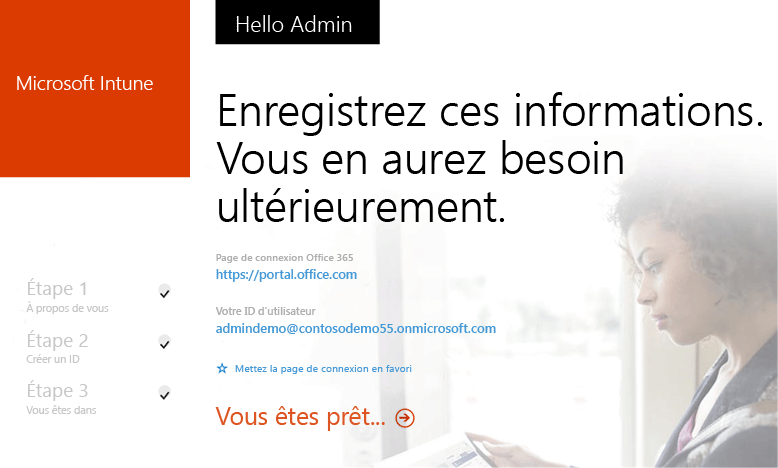 Hello Admin
Microsoft Intune
Enregistrez ces informations.
Vous en aurez besoin
ultérieurement.
Page de connexion Office 365
https://portal.office.com
Votre ID d'utilisateur
admindemo@contosodemo55.onmicrosoft.com
Mettez la page de connexion en favori
Vous êtes prêt...
Étape 1
À propos de vous
Étape 2
Créer un ID
Étape 3
Vous êtes dans